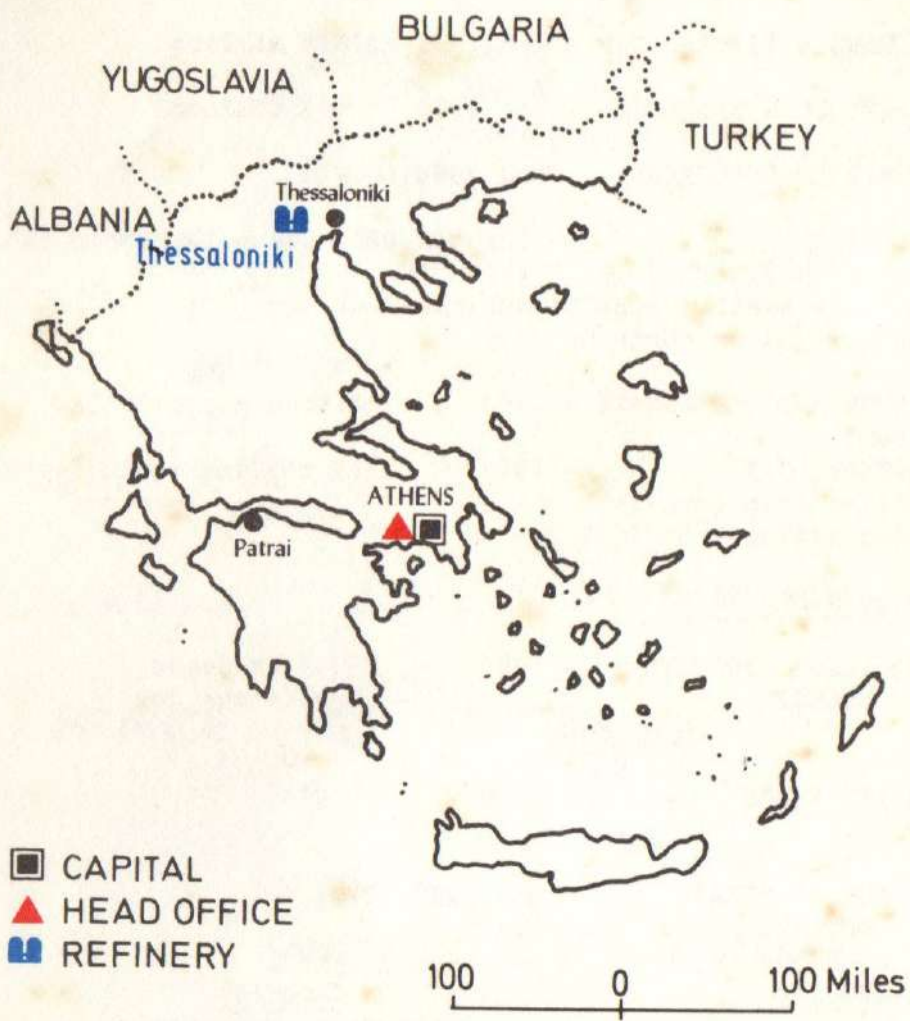 BULGARIA
YUGOSLAVIA
TURKEY
Thessaloniki
ALBANIA
Thessaloniki
ATHENS
Patrai
CAPITAL
HEAD OFFICE
REFINERY
100 0 100 Miles